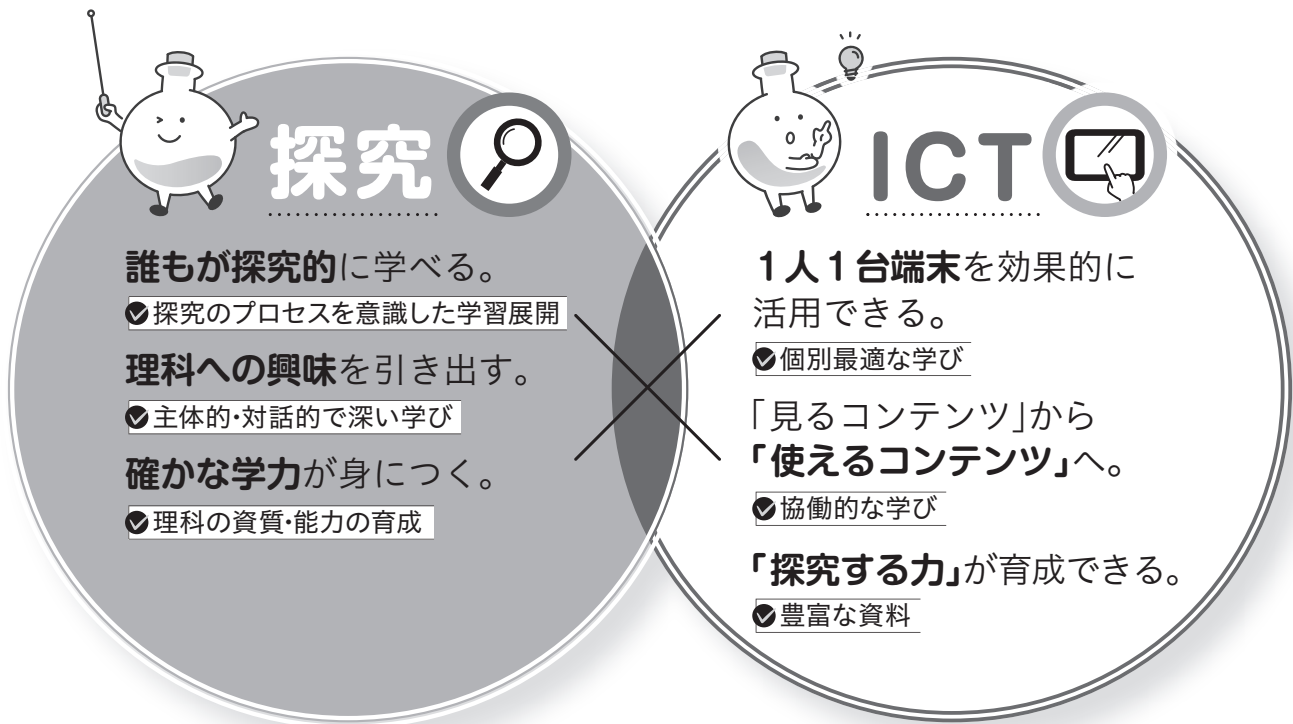 探究
誰もが探究的に学べる。
探究のプロセスを意識した学習展開
理科への興味を引き出す。
主体的・対話的で深い学び
確かな学力が身につく。
理科の資質・能力の育成
ICT
1人1台端末を効果的に
活用できる。
個別最適な学び
「見るコンテンツ」から
「使えるコンテンツ」へ。
協働的な学び
「探究する力」が育成できる。
豊富な資料